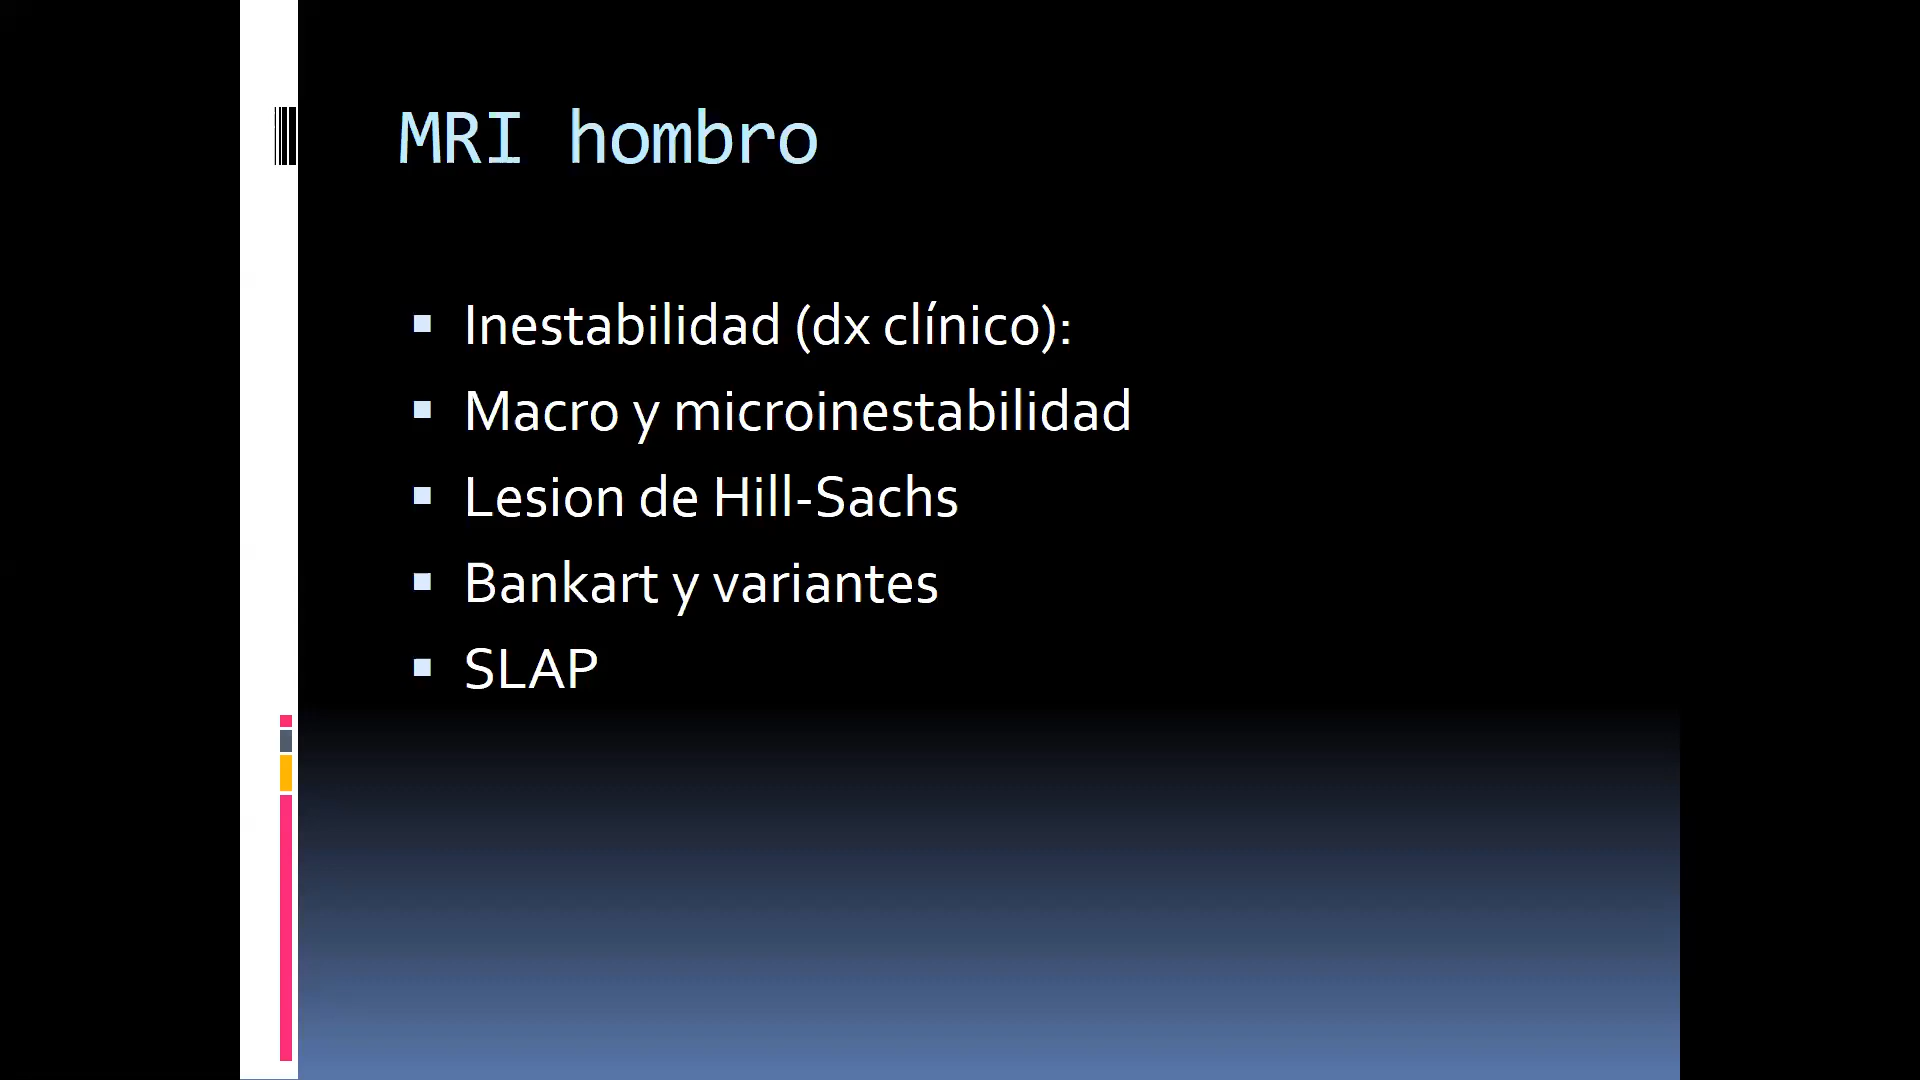 MRI hombro
Inestabilidad (dx clínico):
Macro y microinestabilidad
Lesion de Hill-Sachs
Bankart y variantes
SLAP